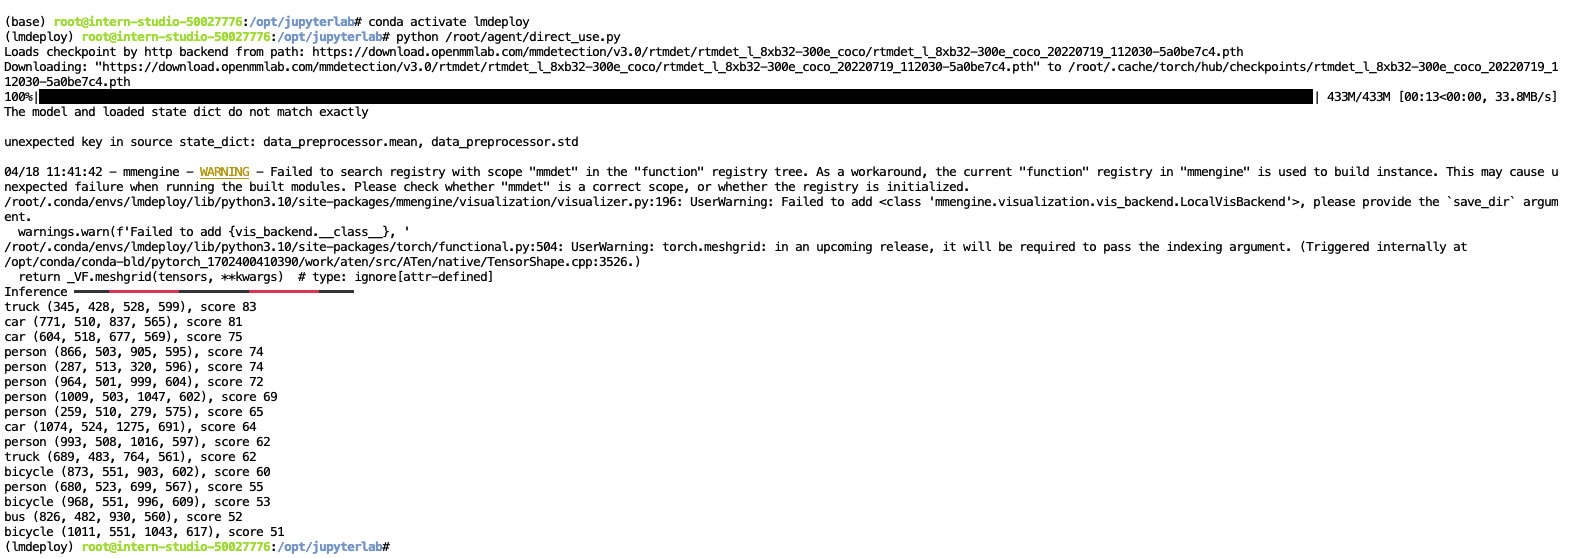 (base) root@intern-studio-50027776:/opt/jupyterlab# conda activate lmdeploy
(lmdeploy) root@intern-studio-50027776:/opt/jupyterlab# python /root/agent/direct_use.py
Loads checkpoint by http backend from path: https://download.openmmlab.com/mmdetection/v3.0/rtmdet/rtmdet_l_8xb32-300e_coco/rtmdet_l_8xb32-300e_coco_20220719_112030-5a0be7c4.pth
Downloading: "https://download.openmmlab.com/mmdetection/v3.0/rtmdet/rtmdet_l_8xb32-300e_coco/rtmdet_l_8xb32-300e_coco_20220719_112030-5a0be7c4.pth" to /root/.cache/torch/hub/checkpoints/rtmdet_l_8xb32-300e_coco_20220719_1
12030-5a0be7c4.pth
100%| | 433M/433M [00:13<00:00, 33.8MB/s]
The model and loaded state dict do not match exactly
unexpected key in source state_dict: data_preprocessor.mean, data_preprocessor.std
04/18 11:41:42 - mmengine - WARNING - Failed to search registry with scope "mmdet" in the "function" registry tree. As a workaround, the current "function" registry in "mmengine" is used to build instance. This may cause u
nexpected failure when running the built modules. Please check whether "mmdet" is a correct scope, or whether the registry is initialized.
/root/.conda/envs/lmdeploy/lib/python3.10/site-packages/mmengine/visualization/visualizer.py:196: UserWarning: Failed to add <class 'mmengine.visualization.vis_backend.LocalVisBackend'>, please provide the `save_dir` argum
ent.
warnings.warn(f'Failed to add {vis_backend.__class__}, '
/root/.conda/envs/lmdeploy/lib/python3.10/site-packages/torch/functional.py:504: UserWarning: torch.meshgrid: in an upcoming release, it will be required to pass the indexing argument. (Triggered internally at
/opt/conda/conda-bld/pytorch_1702400410390/work/aten/src/ATen/native/TensorShape.cpp:3526.)
return _VF.meshgrid(tensors, **kwargs)  # type: ignore[attr-defined]
Inference
truck (345, 428, 528, 599), score 83
car (771, 510, 837, 565), score 81
car (604, 518, 677, 569), score 75
person (866, 503, 905, 595), score 74
person (287, 513, 320, 596), score 74
person (964, 501, 999, 604), score 72
person (1009, 503, 1047, 602), score 69
person (259, 510, 279, 575), score 65
car (1074, 524, 1275, 691), score 64
person (993, 508, 1016, 597), score 62
truck (689, 483, 764, 561), score 62
bicycle (873, 551, 903, 602), score 60
person (680, 523, 699, 567), score 55
bicycle (968, 551, 996, 609), score 53
bus (826, 482, 930, 560), score 52
bicycle (1011, 551, 1043, 617), score 51
(lmdeploy) root@intern-studio-50027776:/opt/jupyterlab#